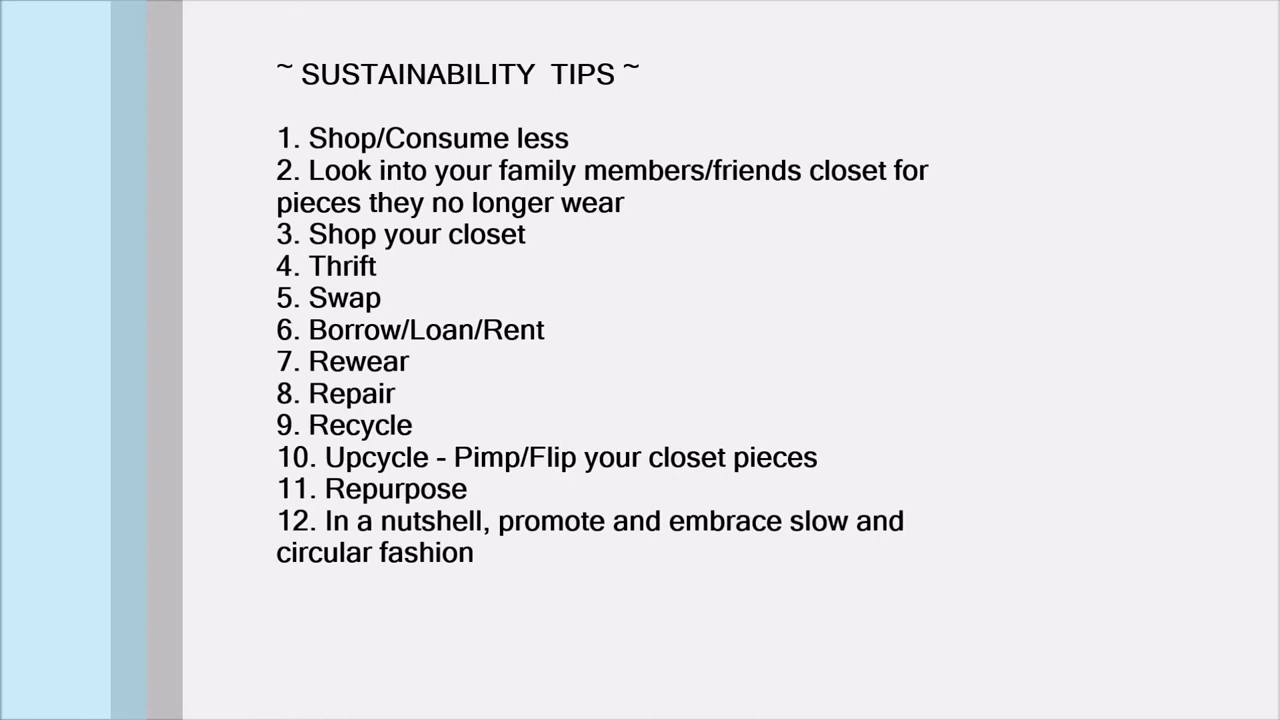 ~ SUSTAINABILITY TIPS ~
1. Shop/Consume less
2. Look into your family members/friends closet for
pieces they no longer wear
3. Shop your closet
4. Thrift
5. Swap
6. Borrow/Loan/Rent
7. Rewear
8. Repair
9. Recycle
10. Upcycle - Pimp/Flip your closet pieces
11. Repurpose
12. In a nutshell, promote and embrace slow and
circular fashion